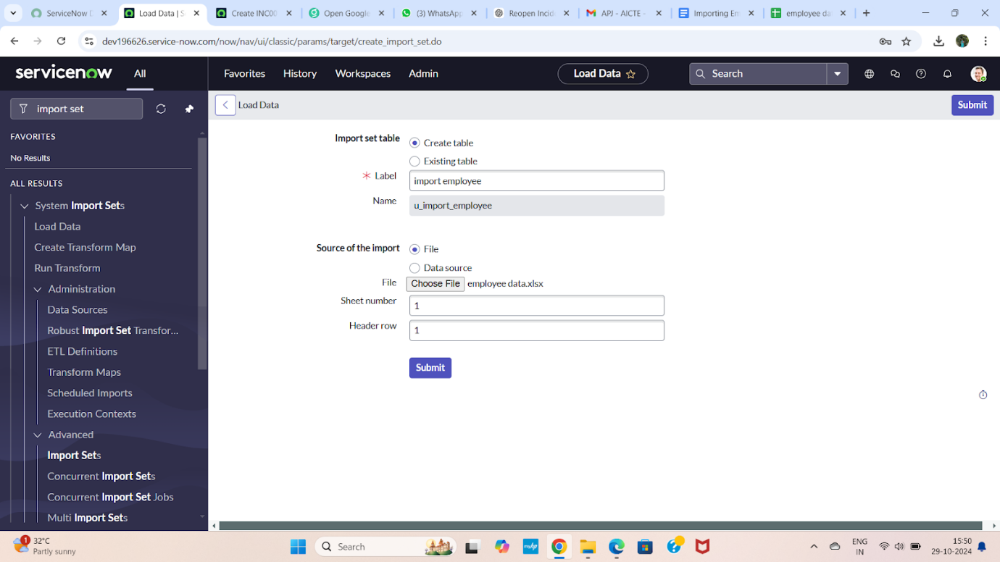 ServiceNow D
Load Data | S
Create INC00
Open Google
(3) WhatsApp
Reopen Incid
APJ - AICTE -
Importing Em
employee da
dev196626.service-now.com/now/nav/ui/classic/params/target/create_import_set.do
servicenow
All
Favorites
History
Workspaces
Admin
Load Data
Search
import set
Load Data
Submit
FAVORITES
No Results
ALL RESULTS
System Import Sets
Load Data
Create Transform Map
Run Transform
Administration
Data Sources
Robust Import Set Transfor...
ETL Definitions
Transform Maps
Scheduled Imports
Execution Contexts
Advanced
Import Sets
Concurrent Import Sets
Concurrent Import Set Jobs
Multi Import Sets
Import set table
Create table
Existing table
* Label
import employee
Name
u_import_employee
Source of the import
File
Data source
File
Choose File employee data.xlsx
Sheet number
1
Header row
1
Submit
1
32°C
Partly sunny
Search
ENG
IN
15:50
29-10-2024